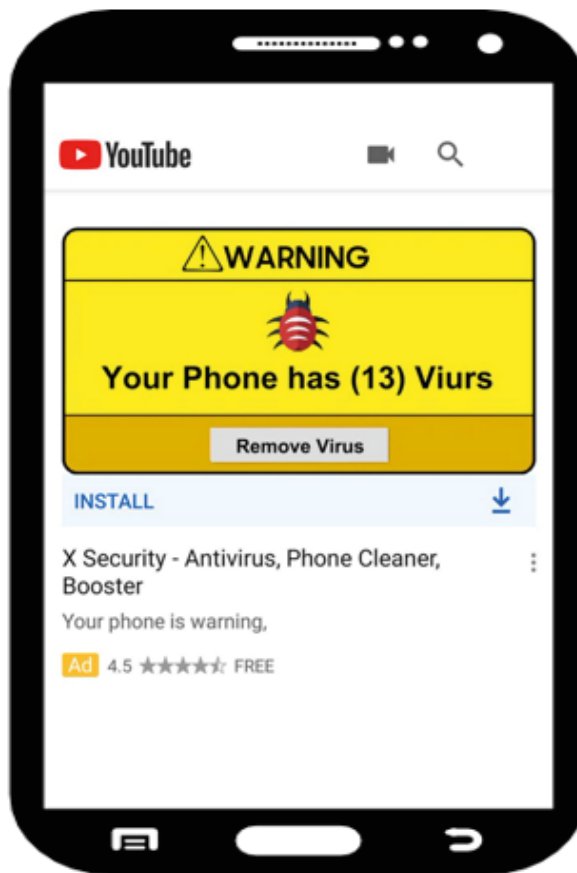 YouTube
WARNING
Your Phone has (13) Viurs
Remove Virus
INSTALL
X Security - Antivirus, Phone Cleaner,
Booster
Your phone is warning,
Ad 4.5 FREE